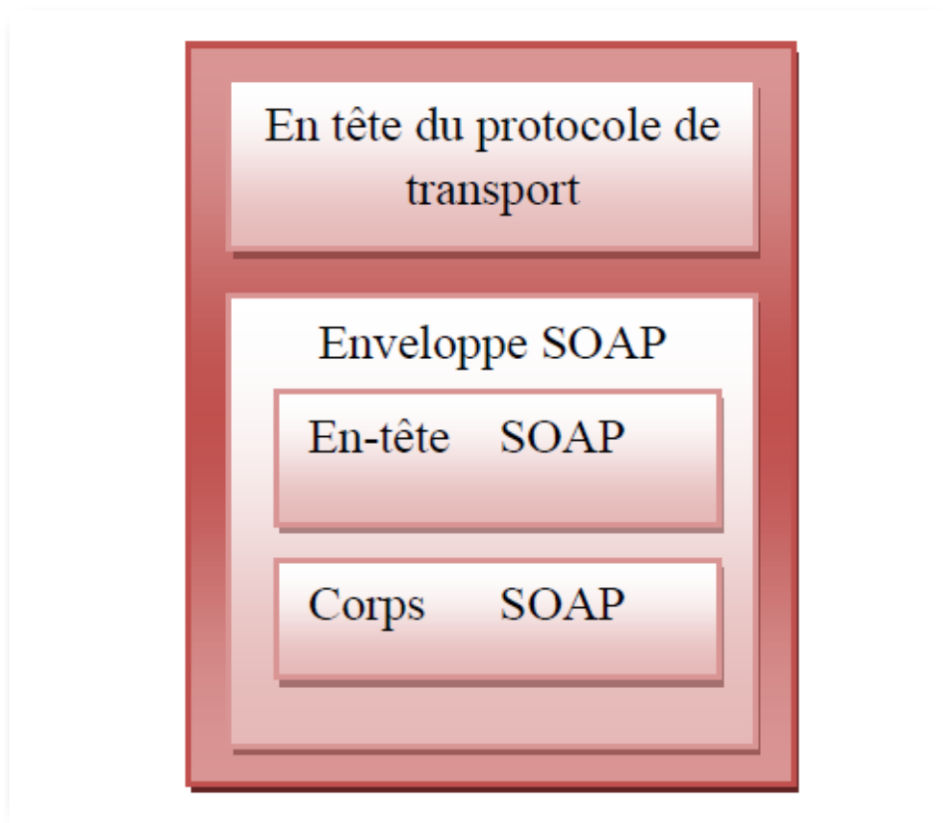 En tête du protocole de
transport
Enveloppe SOAP
En-tête SOAP
Corps SOAP